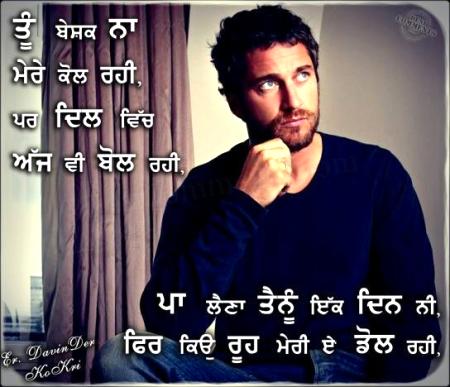 ਤੂੰ ਬੇਸ਼ਕ ਨਾ
ਮੇਰੇ ਕੋਲ ਰਹੀ,
ਪਰ ਦਿਲ ਵਿੱਚ
ਅੱਜ ਵੀ ਬੋਲ ਰਹੀ,
ਪਾ ਲੈਣਾ ਤੈਨੂੰ ਇੱਕ ਦਿਨ ਨੀ,
ਫਿਰ ਕਿਉ ਰੂਹ ਮੇਰੀ ਏ ਡੋਲ ਰਹੀ,
Er. DavinDer
KoKri